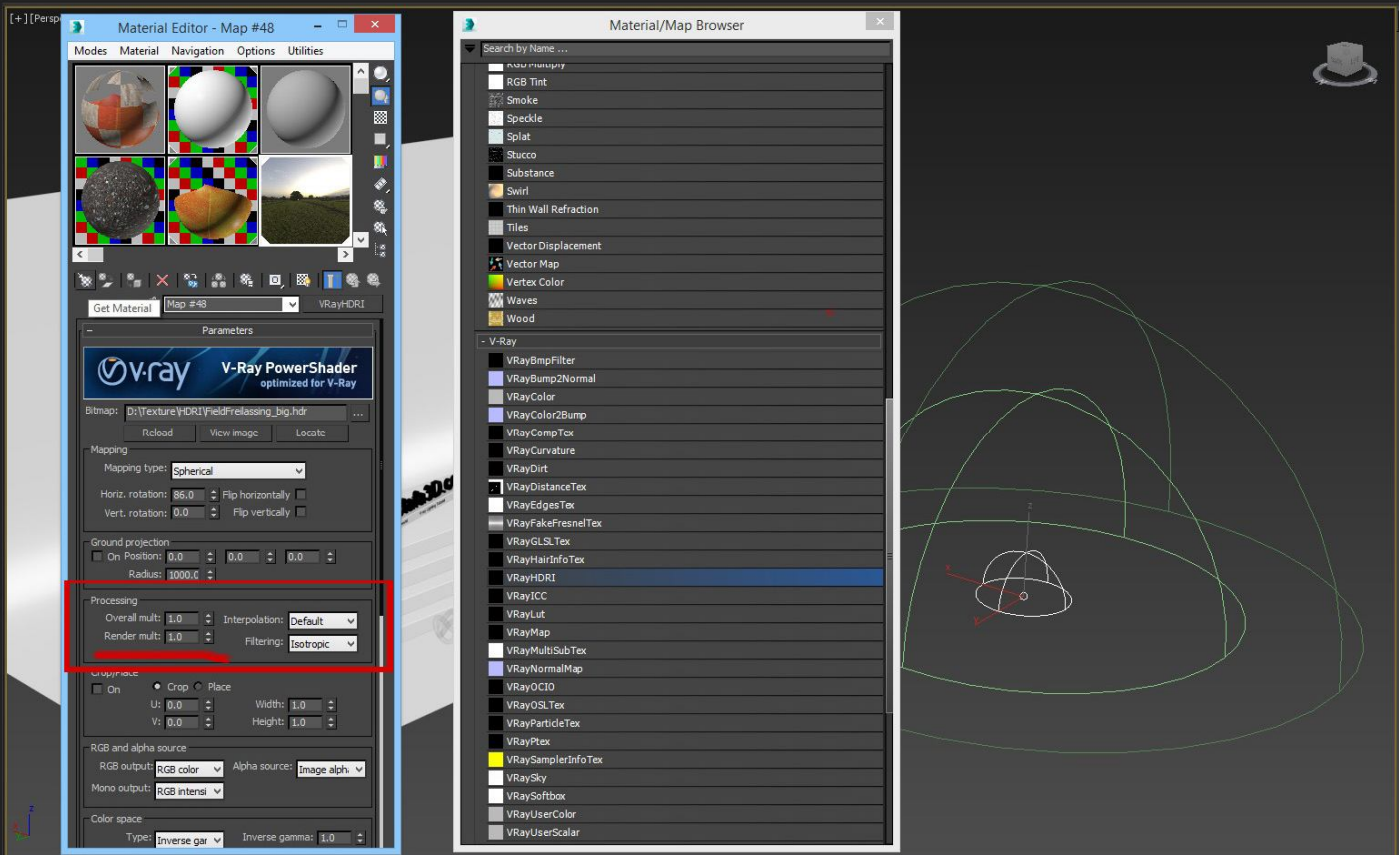 [+][Persp
Material Editor - Map #48
Modes Material Navigation Options Utilities
Get Material
Map #48
VRayHDRI
Parameters
V·ray
V-Ray PowerShader
optimized for V-Ray
Bitmap: D:\Texture\HDRI\FieldFreilassing_big.hdr ...
Reload View image Locate
Mapping
Mapping type: Spherical
Horiz. rotation: 86.0 Flip horizontally
Vert. rotation: 0.0 Flip vertically
Ground projection
On Position: 0.0 0.0 0.0
Radius: 1000.0
Processing
Overall mult: 1.0 Interpolation: Default
Render mult: 1.0 Filtering: Isotropic
Crop/Place
On Crop Place
U: 0.0 Width: 1.0
V: 0.0 Height: 1.0
RGB and alpha source
RGB output: RGB color Alpha source: Image alph
Mono output: RGB intensi
Color space
Type: Inverse gar Inverse gamma: 1.0
Material/Map Browser
Search by Name ...
RGB Multiply
RGB Tint
Smoke
Speckle
Splat
Stucco
Substance
Swirl
Thin Wall Refraction
Tiles
Vector Displacement
Vector Map
Vertex Color
Waves
Wood
- V-Ray
VRayBmpFilter
VRayBump2Normal
VRayColor
VRayColor2Bump
VRayCompTex
VRayCurvature
VRayDirt
VRayDistanceTex
VRayEdgesTex
VRayFakeFresnelTex
VRayGLSLTex
VRayHairInfoTex
VRayHDRI
VRayICC
VRayLut
VRayMap
VRayMultiSubTex
VRayNormalMap
VRayOCIO
VRayOSLTex
VRayParticleTex
VRayPtex
VRaySamplerInfoTex
VRaySky
VRaySoftbox
VRayUserColor
VRayUserScalar
z
x
y
z
x